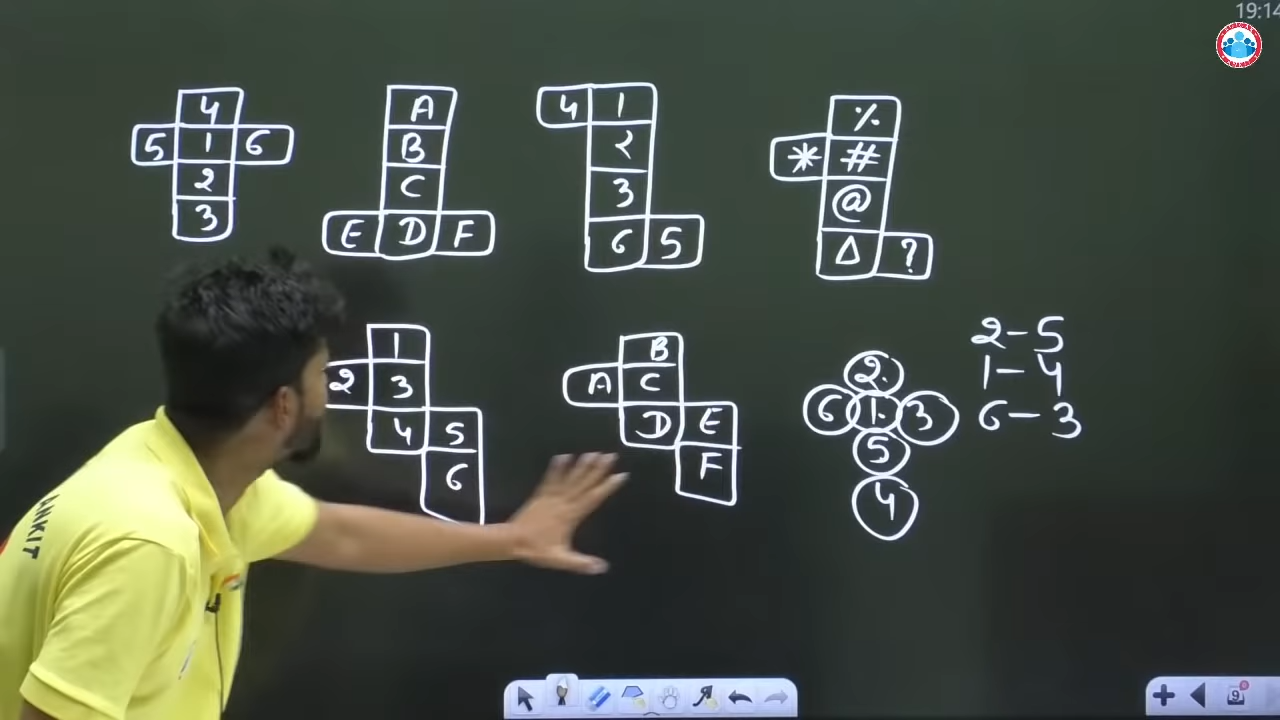 19:14
4
5 1 6
2
3
A
B
C
E D F
4 1
2
3
6 5
%
* #
@
Δ ?
1
2 3
4 5
6
B
A C
D E
F
2
6 1 3
5
4
2-5
1-4
6-3
ANKIT
9